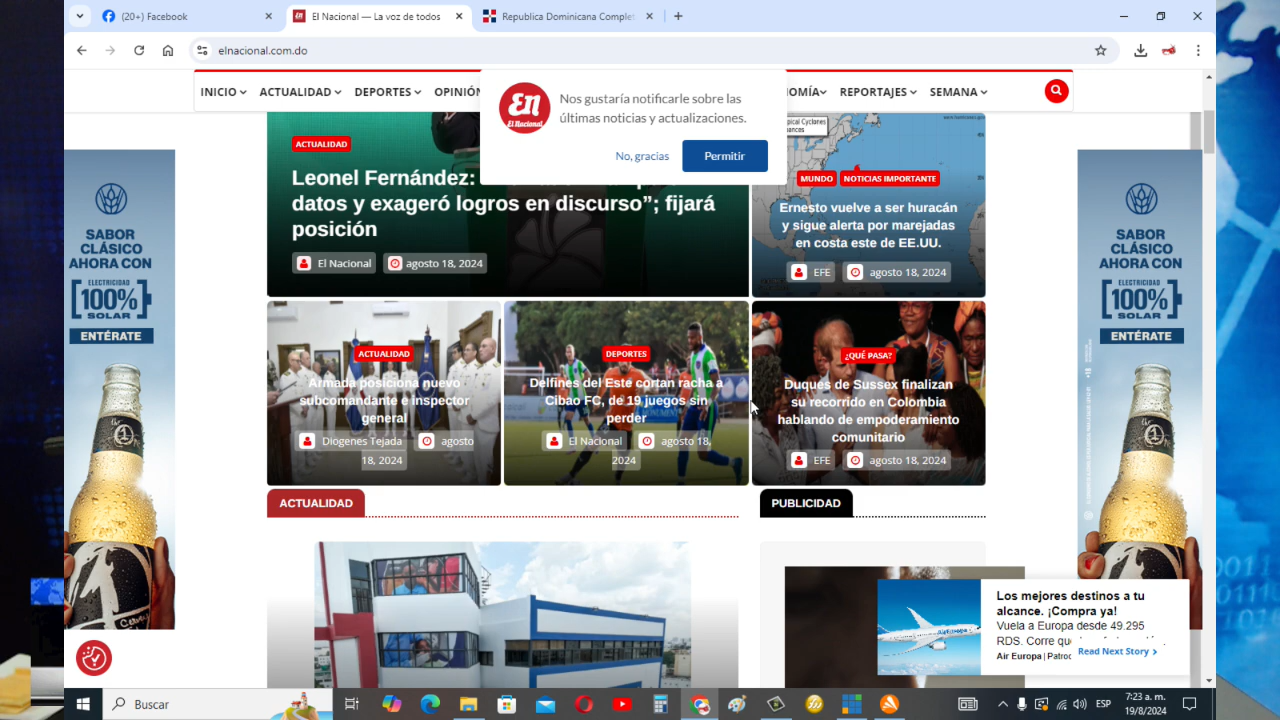 (20+) Facebook
El Nacional — La voz de todos
Republica Dominicana Complet
elnacional.com.do
INICIO
ACTUALIDAD
DEPORTES
OPINIÓN
OMÍA
REPORTAJES
SEMANA
En
El Nacional
Nos gustaría notificarle sobre las
últimas noticias y actualizaciones.
No, gracias
Permitir
ACTUALIDAD
Leonel Fernández:
datos y exageró logros en discurso”; fijará
posición
El Nacional
agosto 18, 2024
pical Cyclones
MUNDO
NOTICIAS IMPORTANTE
Ernesto vuelve a ser huracán
y sigue alerta por marejadas
en costa este de EE.UU.
EFE
agosto 18, 2024
ACTUALIDAD
Armada posiciona nuevo
subcomandante e inspector
general
Diogenes Tejada
agosto
18, 2024
DEPORTES
Delfines del Este cortan racha a
Cibao FC, de 19 juegos sin
perder
El Nacional
agosto 18,
2024
¿QUÉ PASA?
Duques de Sussex finalizan
su recorrido en Colombia
hablando de empoderamiento
comunitario
EFE
agosto 18, 2024
SABOR
CLÁSICO
AHORA CON
ELECTRICIDAD
100%
SOLAR
ENTÉRATE
SABOR
CLÁSICO
AHORA CON
ELECTRICIDAD
100%
SOLAR
ENTÉRATE
ACTUALIDAD
PUBLICIDAD
Los mejores destinos a tu
alcance. ¡Compra ya!
Vuela a Europa desde 49.295
RDS. Corre que
Air Europa | Patroc
Read Next Story
Buscar
ESP
7:23 a. m.
19/8/2024